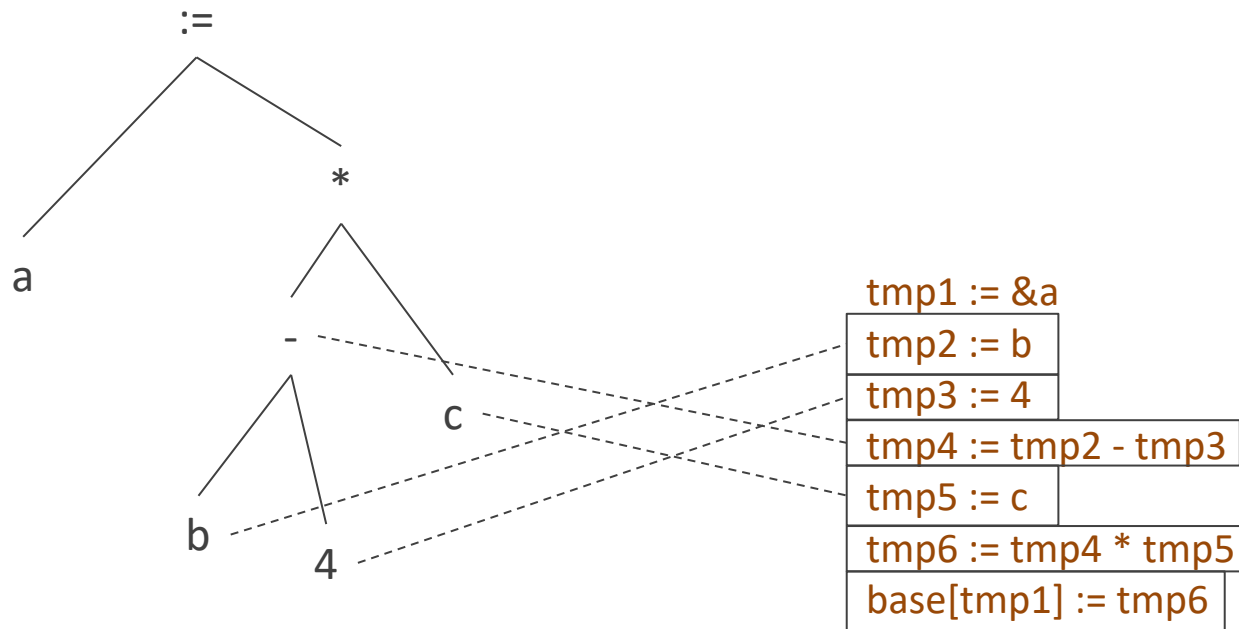 :=
*
a
-
c
b
4
tmp1 := &a
tmp2 := b
tmp3 := 4
tmp4 := tmp2 - tmp3
tmp5 := c
tmp6 := tmp4 * tmp5
base[tmp1] := tmp6